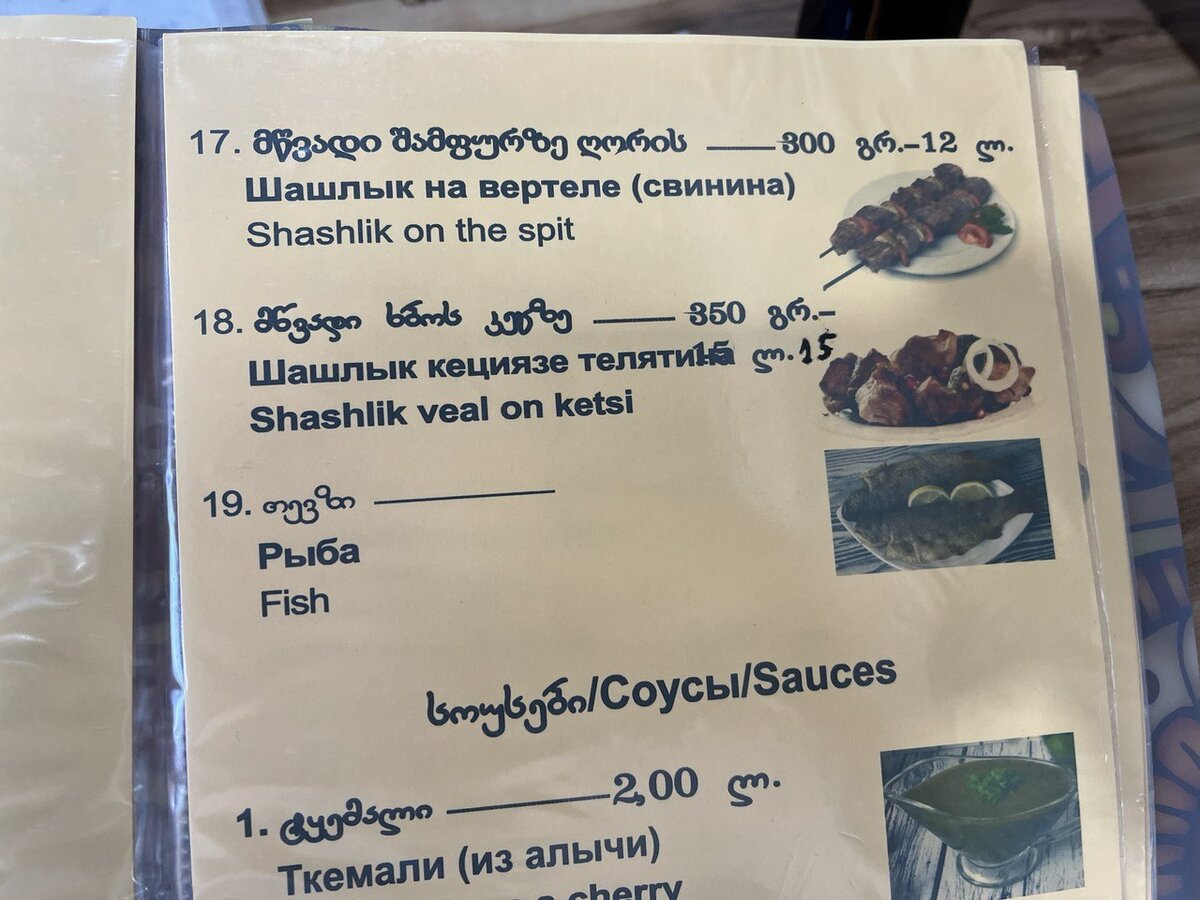 17. მწვადი შამფურზე ღორის ——300 გრ.–12 ლ.
Шашлык на вертеле (свинина)
Shashlik on the spit
18. მწვადი ხბოს კეცზე —— 350 გრ.–
Шашлык кециязе телятина 15 ლ. 15
Shashlik veal on ketsi
19. თევზი ——
Рыба
Fish
სოუსები/Соусы/Sauces
1. ტყემალი ——2,00 ლ.
Ткемали (из алычи)
cherry